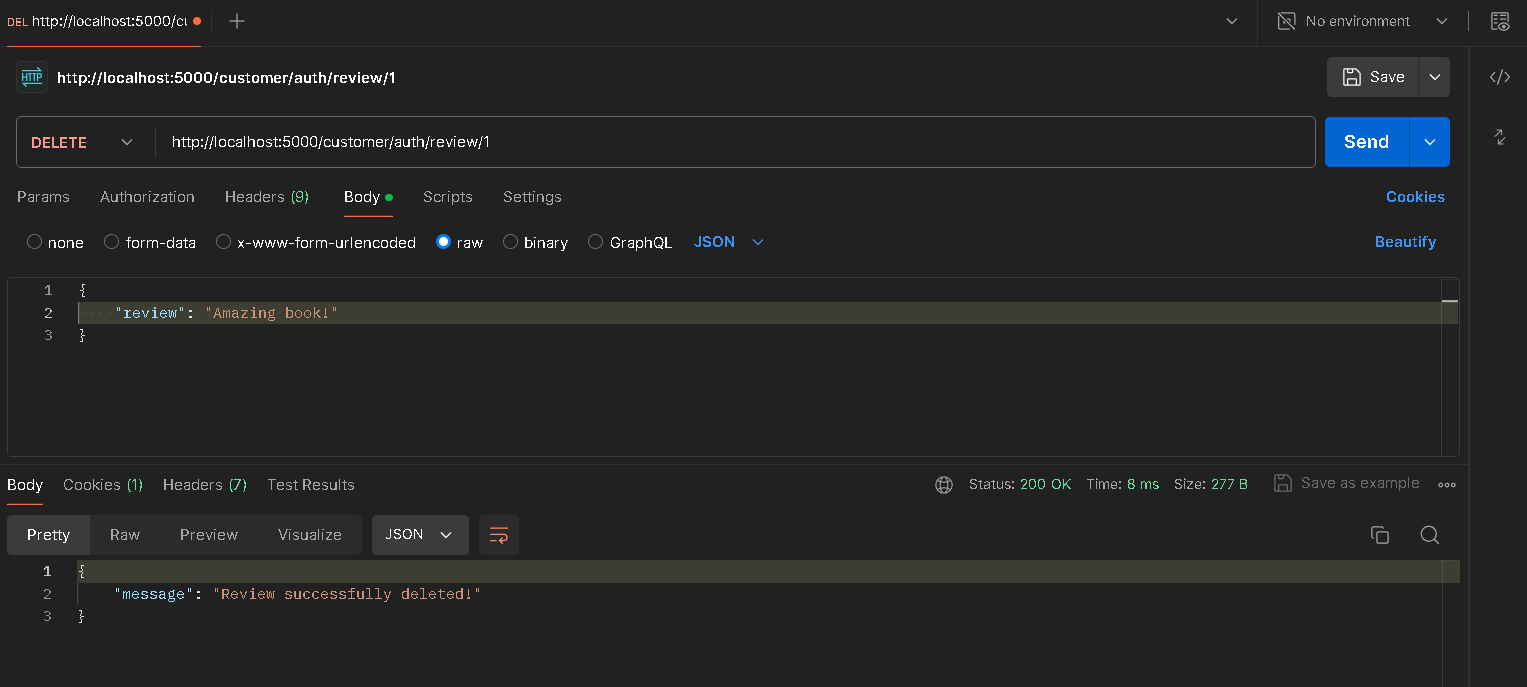 DEL http://localhost:5000/cu
No environment
HTTP http://localhost:5000/customer/auth/review/1
Save
DELETE http://localhost:5000/customer/auth/review/1
Send
Params Authorization Headers (9) Body Scripts Settings
Cookies
none form-data x-www-form-urlencoded raw binary GraphQL JSON
Beautify
1 {
2 "review": "Amazing book!"
3 }
Body Cookies (1) Headers (7) Test Results
Status: 200 OK Time: 8 ms Size: 277 B Save as example
Pretty Raw Preview Visualize JSON
1 {
2 "message": "Review successfully deleted!"
3 }